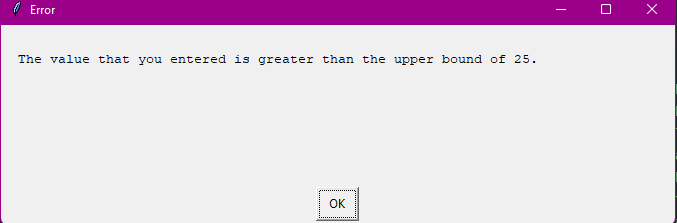 Error
The value that you entered is greater than the upper bound of 25.
OK